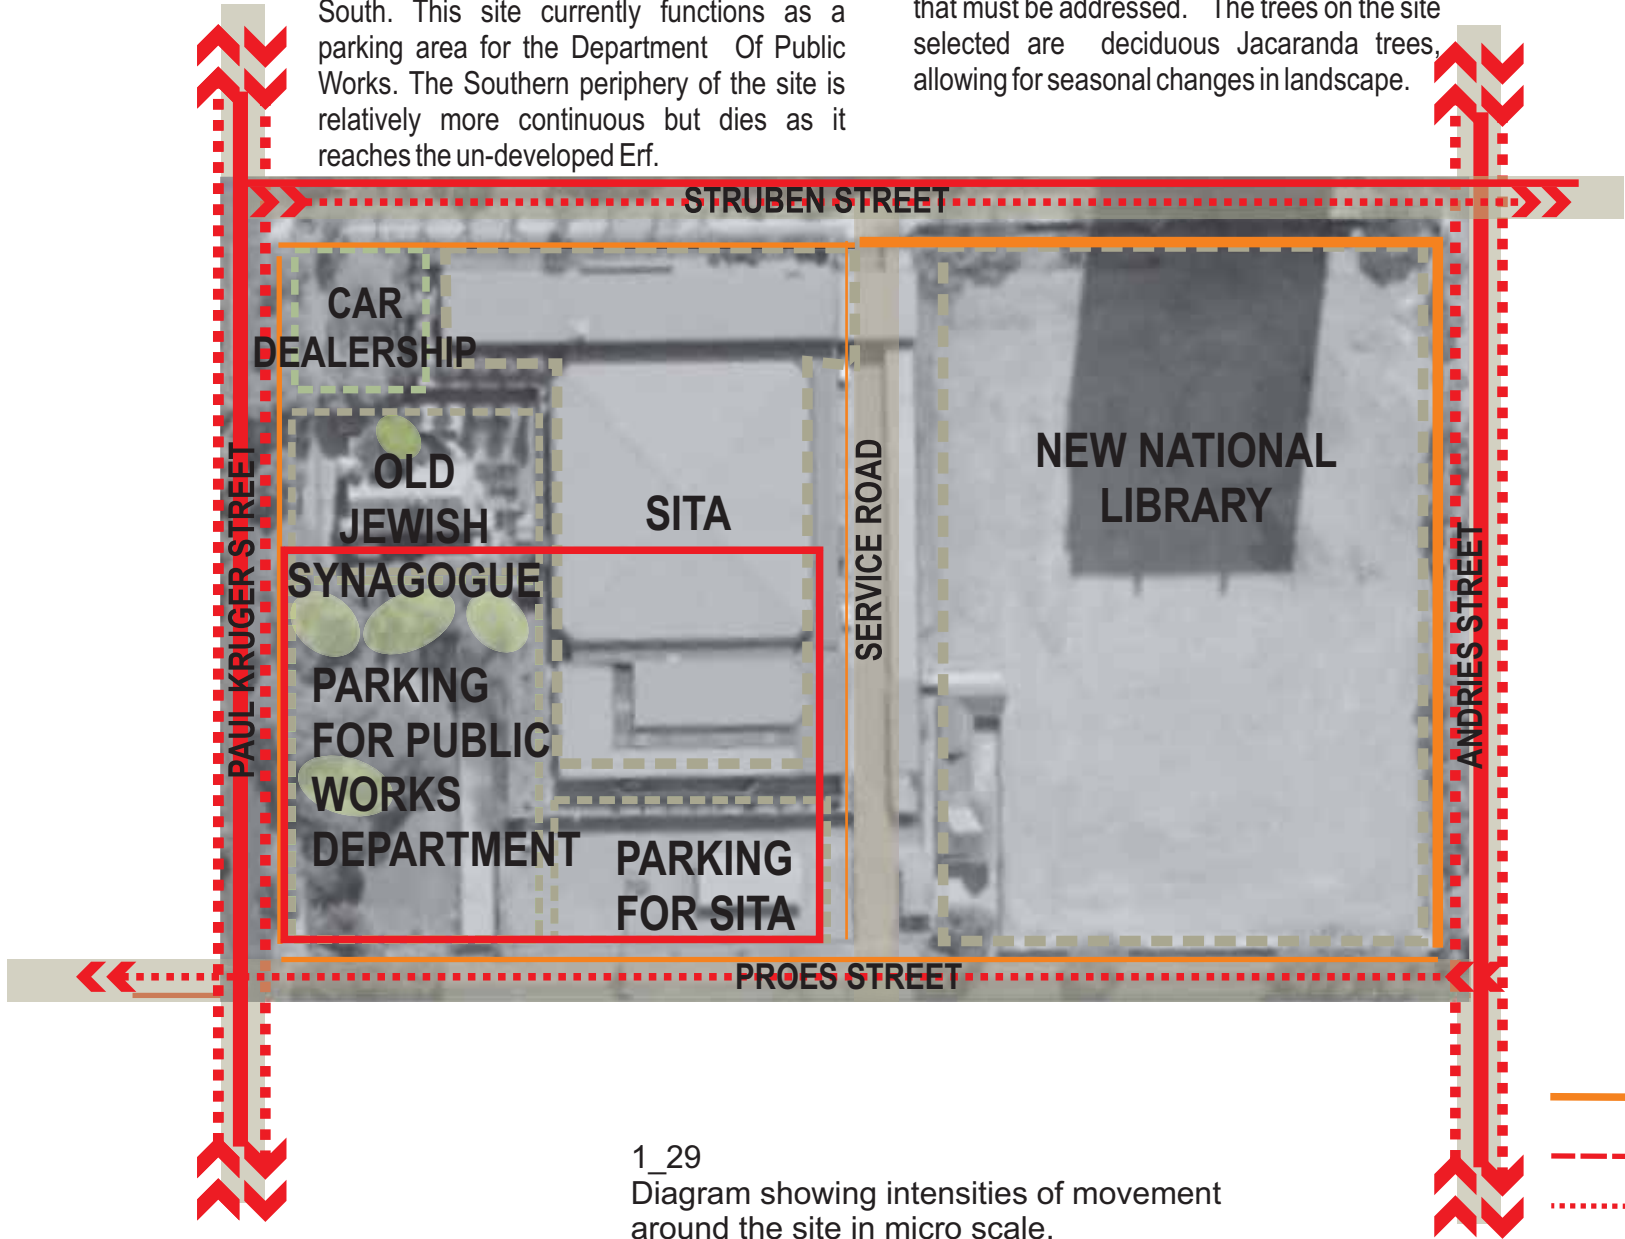 South. This site currently functions as a
parking area for the Department Of Public
Works. The Southern periphery of the site is
relatively more continuous but dies as it
reaches the un-developed Erf.
that must be addressed. The trees on the site
selected are deciduous Jacaranda trees,
allowing for seasonal changes in landscape.
STRUBEN STREET
CAR
DEALERSHIP
OLD
JEWISH
SYNAGOGUE
SITA
SERVICE ROAD
NEW NATIONAL
LIBRARY
PAUL KRUGER STREET
ANDRIES STREET
PARKING
FOR PUBLIC
WORKS
DEPARTMENT
PARKING
FOR SITA
PROES STREET
1_29
Diagram showing intensities of movement
around the site in micro scale.